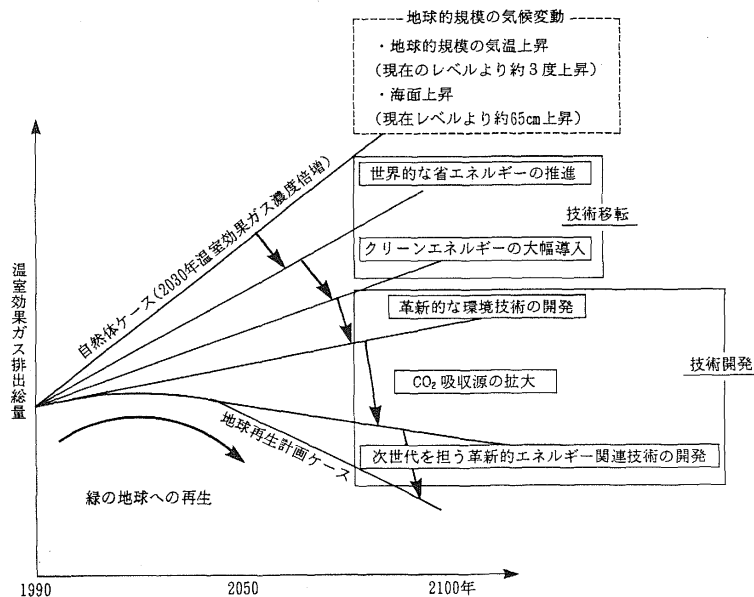 地球的規模の気候変動
・地球的規模の気温上昇
(現在のレベルより約3度上昇)
・海面上昇
(現在レベルより約65cm上昇)
世界的な省エネルギーの推進
技術移転
クリーンエネルギーの大幅導入
自然体ケース(2030年温室効果ガス濃度倍増)
革新的な環境技術の開発
技術開発
CO₂吸収源の拡大
温室効果ガス排出総量
地球再生計画ケース
次世代を担う革新的エネルギー関連技術の開発
緑の地球への再生
1990
2050
2100年